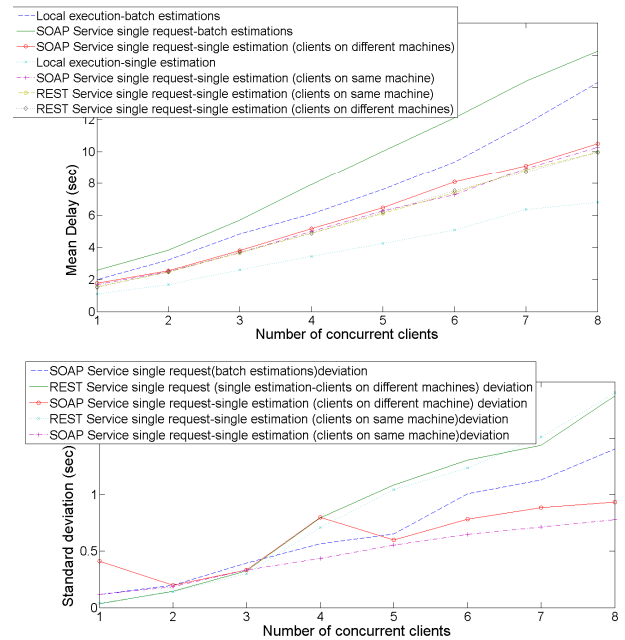 Local execution-batch estimations
SOAP Service single request-batch estimations
SOAP Service single request-single estimation (clients on different machines)
Local execution-single estimation
SOAP Service single request-single estimation (clients on same machine)
REST Service single request-single estimation (clients on same machine)
REST Service single request-single estimation (clients on different machines)
12
10
8
6
4
2
0
Mean Delay (sec)
1 2 3 4 5 6 7 8
Number of concurrent clients
SOAP Service single request(batch estimations)deviation
REST Service single request (single estimation-clients on different machines) deviation
SOAP Service single request-single estimation (clients on different machine) deviation
REST Service single request-single estimation (clients on same machine)deviation
SOAP Service single request-single estimation (clients on same machine)deviation
1
0.5
0
Standard deviation (sec)
1 2 3 4 5 6 7 8
Number of concurrent clients